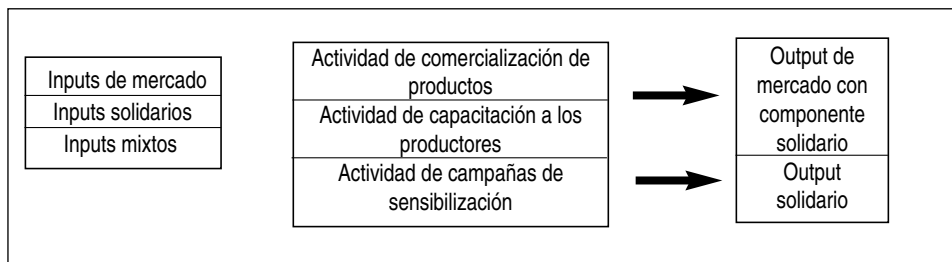 Inputs de mercado
Inputs solidarios
Inputs mixtos
Actividad de comercialización de
productos
Actividad de capacitación a los
productores
Actividad de campañas de
sensibilización
Output de
mercado con
componente
solidario
Output
solidario